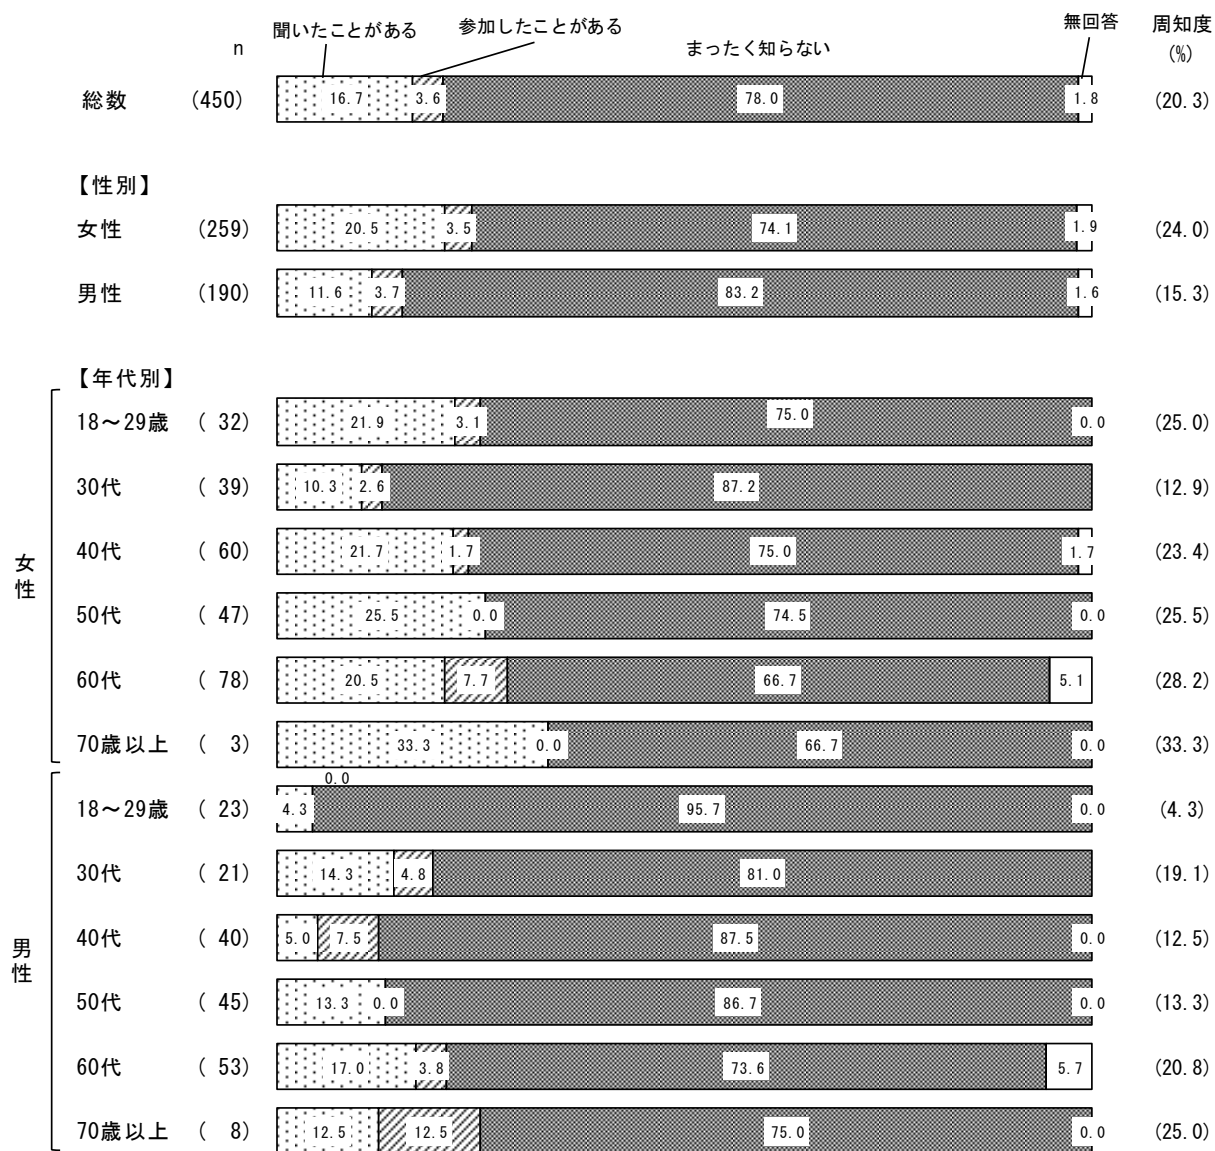 聞いたことがある 参加したことがある まったく知らない 無回答 周知度
n (%)
総数 (450) 16.7 3.6 78.0 1.8 (20.3)
【性別】
女性 (259) 20.5 3.5 74.1 1.9 (24.0)
男性 (190) 11.6 3.7 83.2 1.6 (15.3)
【年代別】
女性
18～29歳 ( 32) 21.9 3.1 75.0 0.0 (25.0)
30代 ( 39) 10.3 2.6 87.2 (12.9)
40代 ( 60) 21.7 1.7 75.0 1.7 (23.4)
50代 ( 47) 25.5 0.0 74.5 0.0 (25.5)
60代 ( 78) 20.5 7.7 66.7 5.1 (28.2)
70歳以上 ( 3) 33.3 0.0 66.7 0.0 (33.3)
男性
0.0
18～29歳 ( 23) 4.3 95.7 0.0 (4.3)
30代 ( 21) 14.3 4.8 81.0 (19.1)
40代 ( 40) 5.0 7.5 87.5 0.0 (12.5)
50代 ( 45) 13.3 0.0 86.7 0.0 (13.3)
60代 ( 53) 17.0 3.8 73.6 5.7 (20.8)
70歳以上 ( 8) 12.5 12.5 75.0 0.0 (25.0)